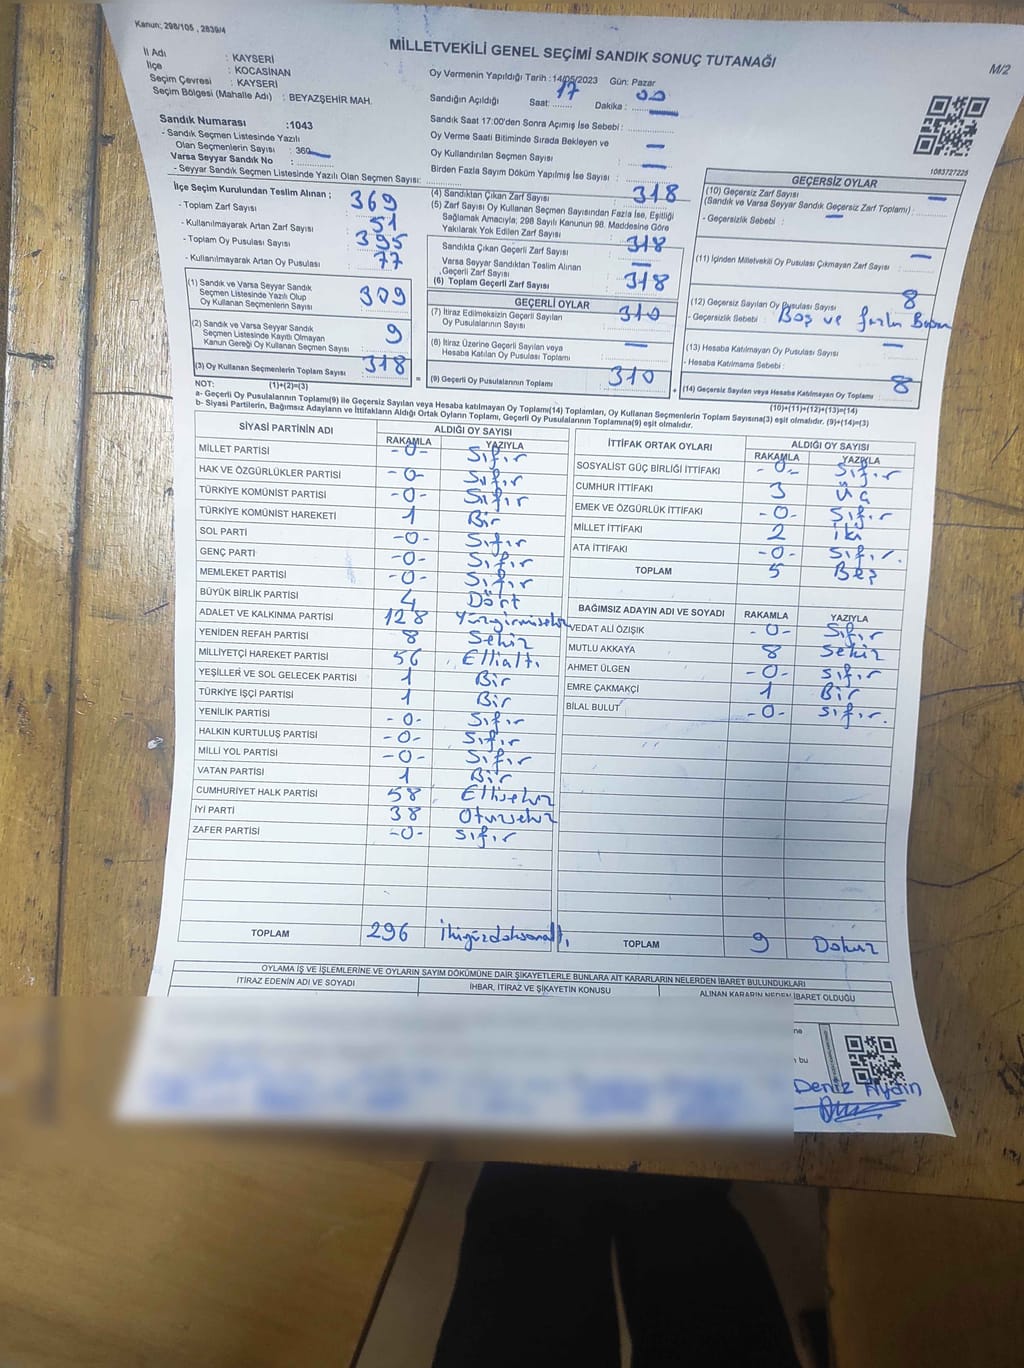 Kanun: 298/105 , 2839/4
MİLLETVEKİLİ GENEL SEÇİMİ SANDIK SONUÇ TUTANAĞI
M/2
İl Adı : KAYSERİ
İlçe : KOCASİNAN
Seçim Çevresi : KAYSERİ
Seçim Bölgesi (Mahalle Adı) : BEYAZŞEHİR MAH.
Sandık Numarası :1043
- Sandık Seçmen Listesinde Yazılı
Olan Seçmenlerin Sayısı : 360
Varsa Seyyar Sandık No :
- Seyyar Sandık Seçmen Listesinde Yazılı Olan Seçmen Sayısı:
Oy Vermenin Yapıldığı Tarih :14/05/2023 Gün: Pazar
Sandığın Açıldığı Saat: 17 Dakika : 00
Sandık Saat 17:00'den Sonra Açımış İse Sebebi :
Oy Verme Saati Bitiminde Sırada Bekleyen ve
Oy Kullandırılan Seçmen Sayısı
Birden Fazla Sayım Döküm Yapılmış İse Sayısı :
1083727225
İlçe Seçim Kurulundan Teslim Alınan ;
- Toplam Zarf Sayısı : 369
- Kullanılmayarak Artan Zarf Sayısı : 51
- Toplam Oy Pusulası Sayısı : 395
- Kullanılmayarak Artan Oy Pusulası : 77
(1) Sandık ve Varsa Seyyar Sandık
Seçmen Listesinde Yazılı Olup
Oy Kullanan Seçmenlerin Sayısı : 309
(2) Sandık ve Varsa Seyyar Sandık
Seçmen Listesinde Kayıtlı Olmayan
Kanun Gereği Oy Kullanan Seçmen Sayısı : 9
(3) Oy Kullanan Seçmenlerin Toplam Sayısı : 318
NOT: (1)+(2)=(3)
(4) Sandıktan Çıkan Zarf Sayısı : 318
(5) Zarf Sayısı Oy Kullanan Seçmen Sayısından Fazla İse, Eşitliği
Sağlamak Amacıyla; 298 Sayılı Kanunun 98. Maddesine Göre
Yakılarak Yok Edilen Zarf Sayısı :
Sandıkta Çıkan Geçerli Zarf Sayısı : 318
Varsa Seyyar Sandıktan Teslim Alınan
Geçerli Zarf Sayısı :
(6) Toplam Geçerli Zarf Sayısı : 318
GEÇERLİ OYLAR
(7) İtiraz Edilmeksizin Geçerli Sayılan
Oy Pusulalarının Sayısı : 310
(8) İtiraz Üzerine Geçerli Sayılan veya
Hesaba Katılan Oy Pusulası Toplamı :
= (9) Geçerli Oy Pusulalarının Toplamı : 310
GEÇERSİZ OYLAR
(10) Geçersiz Zarf Sayısı
(Sandık ve Varsa Seyyar Sandık Geçersiz Zarf Toplamı) :
- Geçersizlik Sebebi :
(11) İçinden Milletvekili Oy Pusulası Çıkmayan Zarf Sayısı :
(12) Geçersiz Sayılan Oy Pusulası Sayısı : 8
- Geçersizlik Sebebi : Boş ve fazla
(13) Hesaba Katılmayan Oy Pusulası Sayısı :
- Hesaba Katılmama Sebebi :
+ (14) Geçersiz Sayılan veya Hesaba Katılmayan Oy Toplamı : 8
(10)+(11)+(12)+(13)=(14)
a- Geçerli Oy Pusulalarının Toplamı(9) ile Geçersiz Sayılan veya Hesaba katılmayan Oy Toplamı(14) Toplamları, Oy Kullanan Seçmenlerin Toplam Sayısına(3) eşit olmalıdır. (9)+(14)=(3)
b- Siyasi Partilerin, Bağımsız Adayların ve İttifakların Aldığı Ortak Oyların Toplamı, Geçerli Oy Pusulalarının Toplamına(9) eşit olmalıdır.
SİYASİ PARTİNİN ADI ALDIĞI OY SAYISI
RAKAMLA YAZIYLA
MİLLET PARTİSİ -0- Sıfır
HAK VE ÖZGÜRLÜKLER PARTİSİ -0- Sıfır
TÜRKİYE KOMÜNİST PARTİSİ -0- Sıfır
TÜRKİYE KOMÜNİST HAREKETİ 1 Bir
SOL PARTİ -0- Sıfır
GENÇ PARTİ -0- Sıfır
MEMLEKET PARTİSİ -0- Sıfır
BÜYÜK BİRLİK PARTİSİ 4 Dört
ADALET VE KALKINMA PARTİSİ 128 Yüzyirmisekiz
YENİDEN REFAH PARTİSİ 8 Sekiz
MİLLİYETÇİ HAREKET PARTİSİ 56 Ellialtı
YEŞİLLER VE SOL GELECEK PARTİSİ 1 Bir
TÜRKİYE İŞÇİ PARTİSİ 1 Bir
YENİLİK PARTİSİ -0- Sıfır
HALKIN KURTULUŞ PARTİSİ -0- Sıfır
MİLLİ YOL PARTİSİ -0- Sıfır
VATAN PARTİSİ 1 Bir
CUMHURİYET HALK PARTİSİ 58 Ellisekiz
İYİ PARTİ 38 Otuzsekiz
ZAFER PARTİSİ -0- Sıfır
TOPLAM 296 İkiyüzdoksanaltı
İTTİFAK ORTAK OYLARI ALDIĞI OY SAYISI
RAKAMLA YAZIYLA
SOSYALİST GÜÇ BİRLİĞİ İTTİFAKI -0- Sıfır
CUMHUR İTTİFAKI 3 Üç
EMEK VE ÖZGÜRLÜK İTTİFAKI -0- Sıfır
MİLLET İTTİFAKI 2 İki
ATA İTTİFAKI -0- Sıfır.
TOPLAM 5 Beş
BAĞIMSIZ ADAYIN ADI VE SOYADI RAKAMLA YAZIYLA
VEDAT ALİ ÖZIŞIK -0- Sıfır
MUTLU AKKAYA 8 Sekiz
AHMET ÜLGEN -0- Sıfır
EMRE ÇAKMAKÇİ 1 Bir
BİLAL BULUT -0- Sıfır.
TOPLAM 9 Dokuz
OYLAMA İŞ VE İŞLEMLERİNE VE OYLARIN SAYIM DÖKÜMÜNE DAİR ŞİKAYETLERLE BUNLARA AİT KARARLARIN NELERDEN İBARET BULUNDUKLARI
İTİRAZ EDENİN ADI VE SOYADI İHBAR, İTİRAZ VE ŞİKAYETİN KONUSU ALINAN KARARIN NEDEN İBARET OLDUĞU
ne
bu
Deniz Aydın